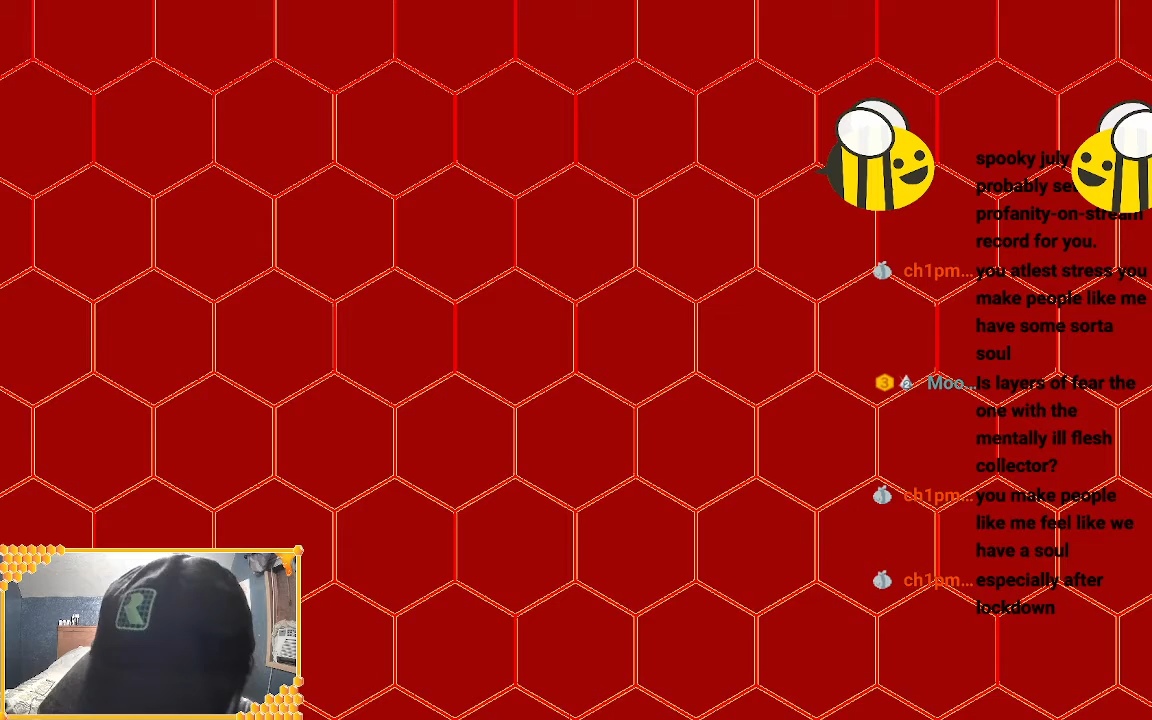 spooky july
probably
profanity-on-stream
record for you.
ch1pm... you atlest stress you
make people like me
have some sorta
soul
3 2 Moo... Is layers of fear the
one with the
mentally ill flesh
collector?
ch1pm... you make people
like me feel like we
have a soul
ch1pm... especially after
lockdown
R